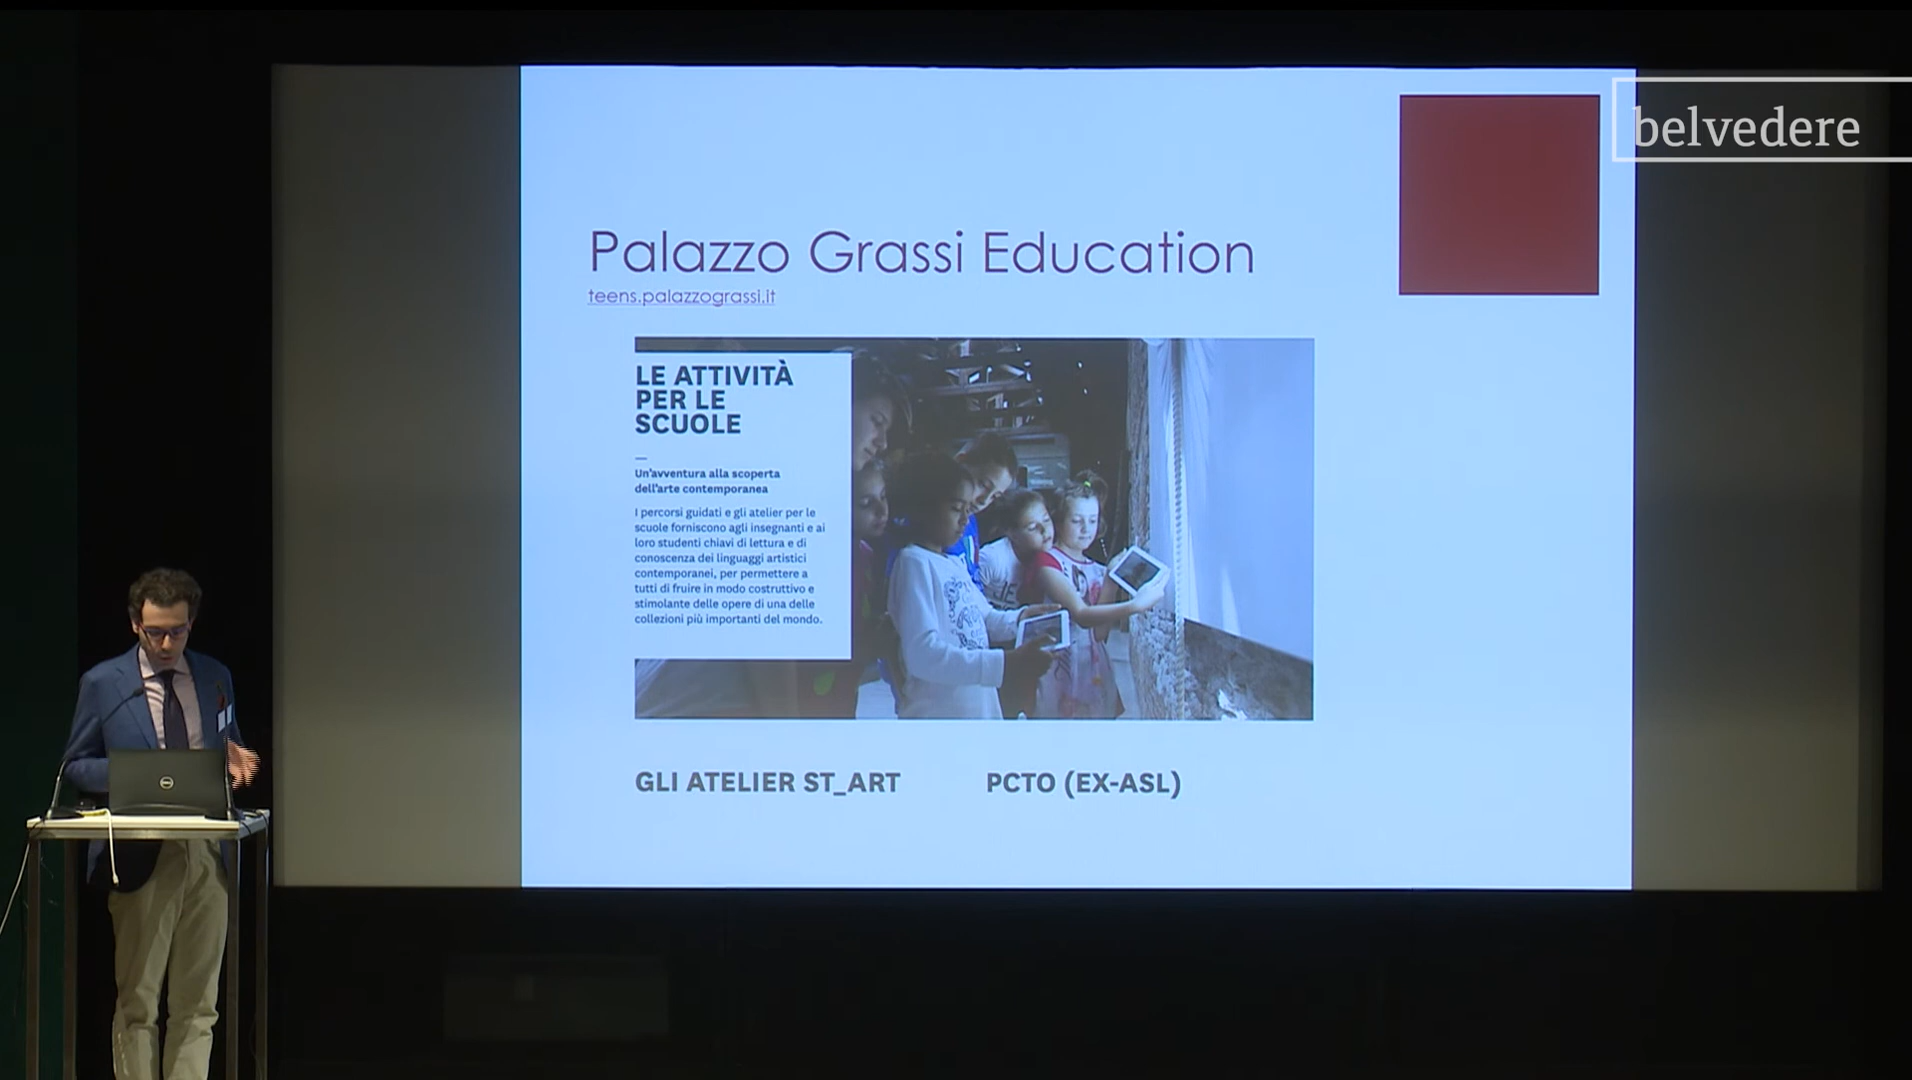 belvedere
Palazzo Grassi Education
teens.palazzograssi.it
LE ATTIVITÀ
PER LE
SCUOLE
—
Un'avventura alla scoperta
dell'arte contemporanea
I percorsi guidati e gli atelier per le
scuole forniscono agli insegnanti e ai
loro studenti chiavi di lettura e di
conoscenza dei linguaggi artistici
contemporanei, per permettere a
tutti di fruire in modo costruttivo e
stimolante delle opere di una delle
collezioni più importanti del mondo.
GLI ATELIER ST_ART
PCTO (EX-ASL)
DELL